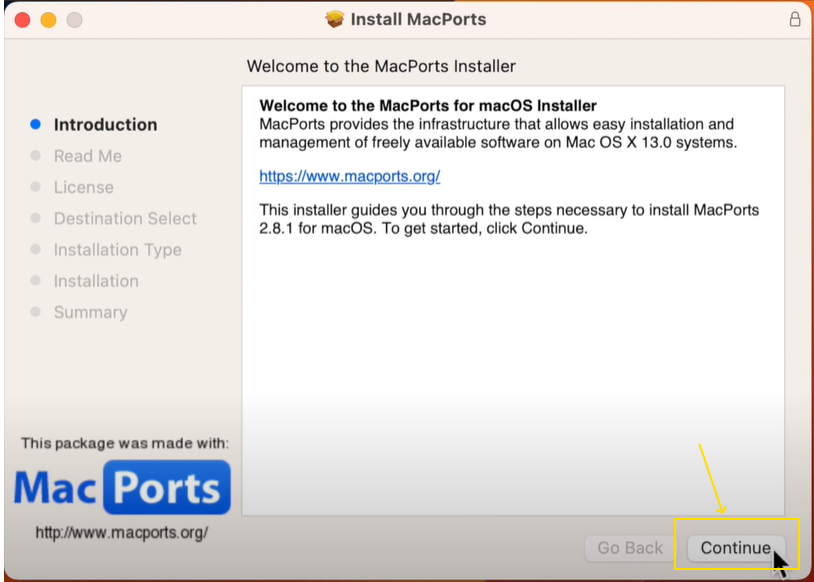 Install MacPorts
Welcome to the MacPorts Installer
Introduction
Read Me
License
Destination Select
Installation Type
Installation
Summary
Welcome to the MacPorts for macOS Installer
MacPorts provides the infrastructure that allows easy installation and
management of freely available software on Mac OS X 13.0 systems.
https://www.macports.org/
This installer guides you through the steps necessary to install MacPorts
2.8.1 for macOS. To get started, click Continue.
This package was made with:
MacPorts
http://www.macports.org/
Go Back
Continue